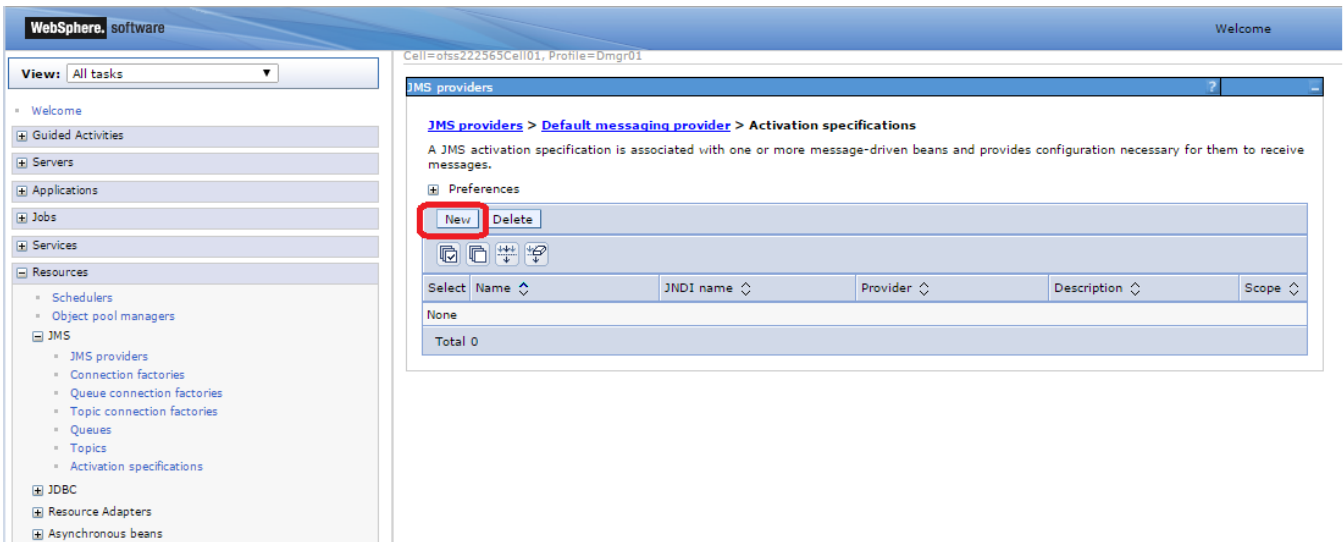 WebSphere. software
Welcome
View: All tasks
Welcome
Guided Activities
Servers
Applications
Jobs
Services
Resources
Schedulers
Object pool managers
JMS
JMS providers
Connection factories
Queue connection factories
Topic connection factories
Queues
Topics
Activation specifications
JDBC
Resource Adapters
Asynchronous beans
Cell=ofss222565Cell01, Profile=Dmgr01
JMS providers ?
JMS providers > Default messaging provider > Activation specifications
A JMS activation specification is associated with one or more message-driven beans and provides configuration necessary for them to receive
messages.
Preferences
New Delete
Select Name JNDI name Provider Description Scope
None
Total 0